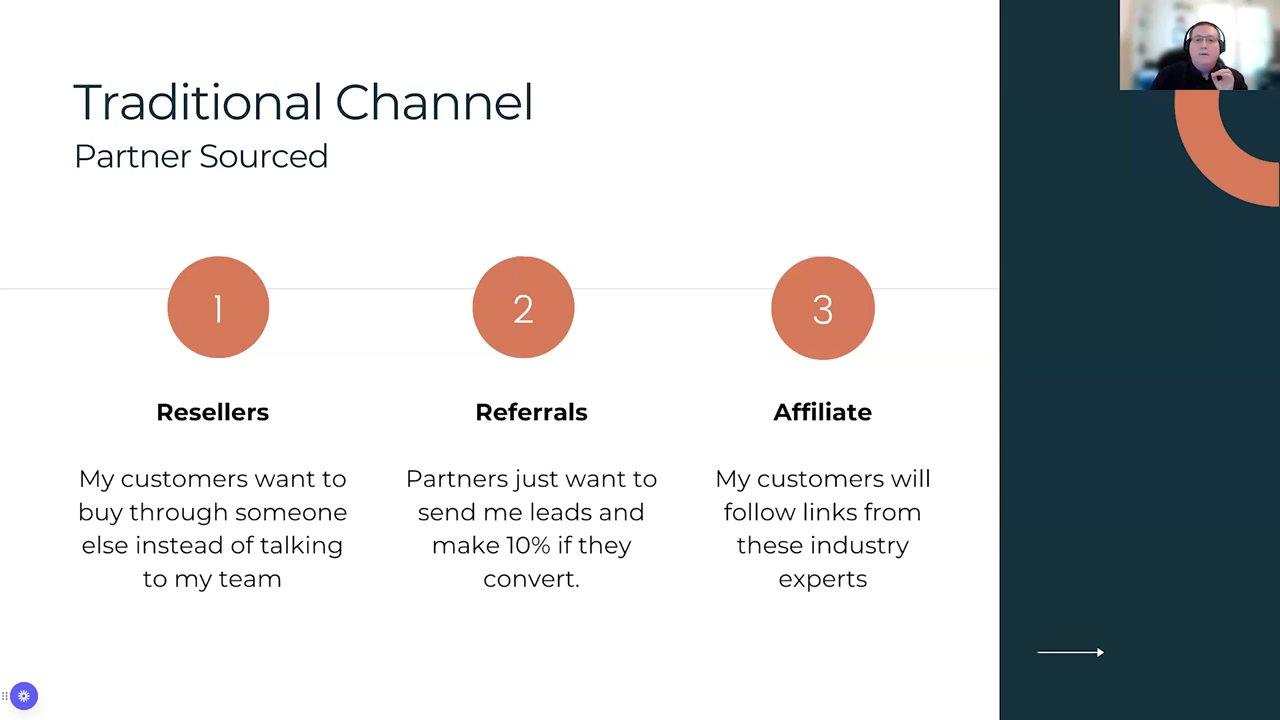 Traditional Channel
Partner Sourced
1
2
3
Resellers
My customers want to
buy through someone
else instead of talking
to my team
Referrals
Partners just want to
send me leads and
make 10% if they
convert.
Affiliate
My customers will
follow links from
these industry
experts